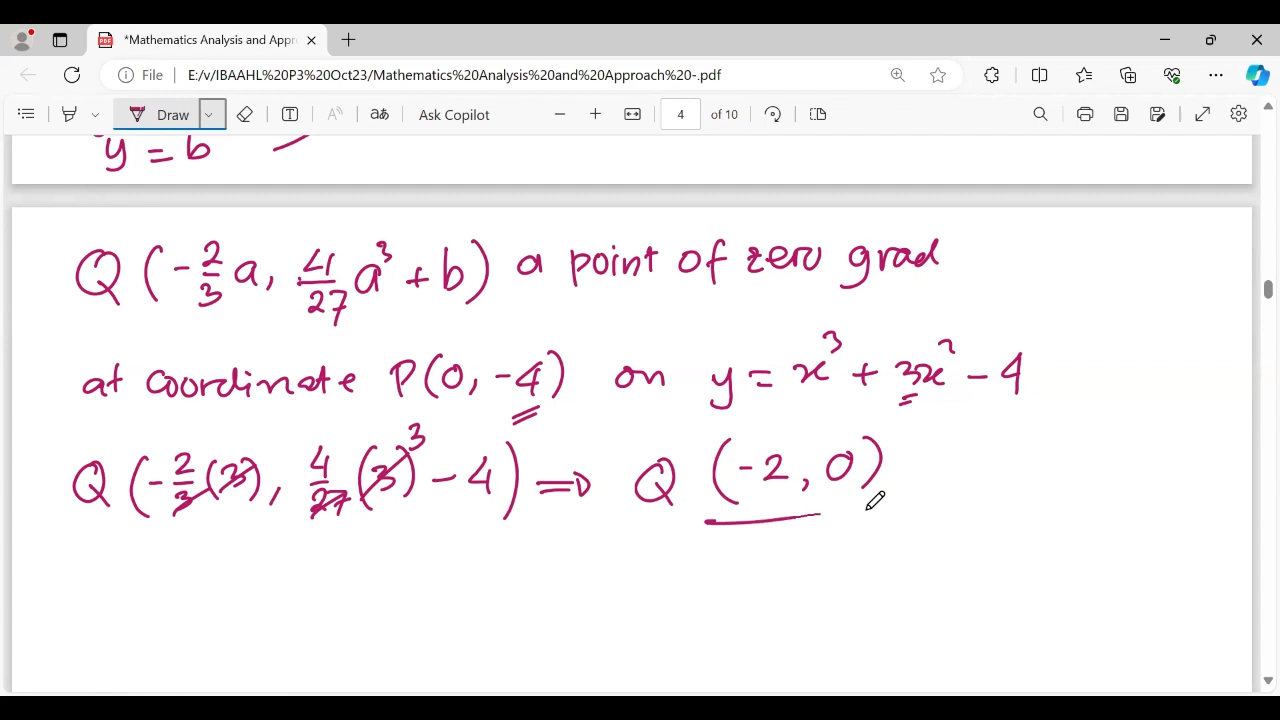 *Mathematics Analysis and Appr
File
E:/v/IBAAHL%20P3%20Oct23/Mathematics%20Analysis%20and%20Approach%20-.pdf
Draw
Ask Copilot
4 of 10
y = b
Q (-2/3 a, 4/27 a³ + b) a point of zero grad
at coordinate P(0, -4) on y = x³ + 3x² - 4
Q (-2/3 (3), 4/27 (3)³ - 4) ⇒ Q (-2, 0)